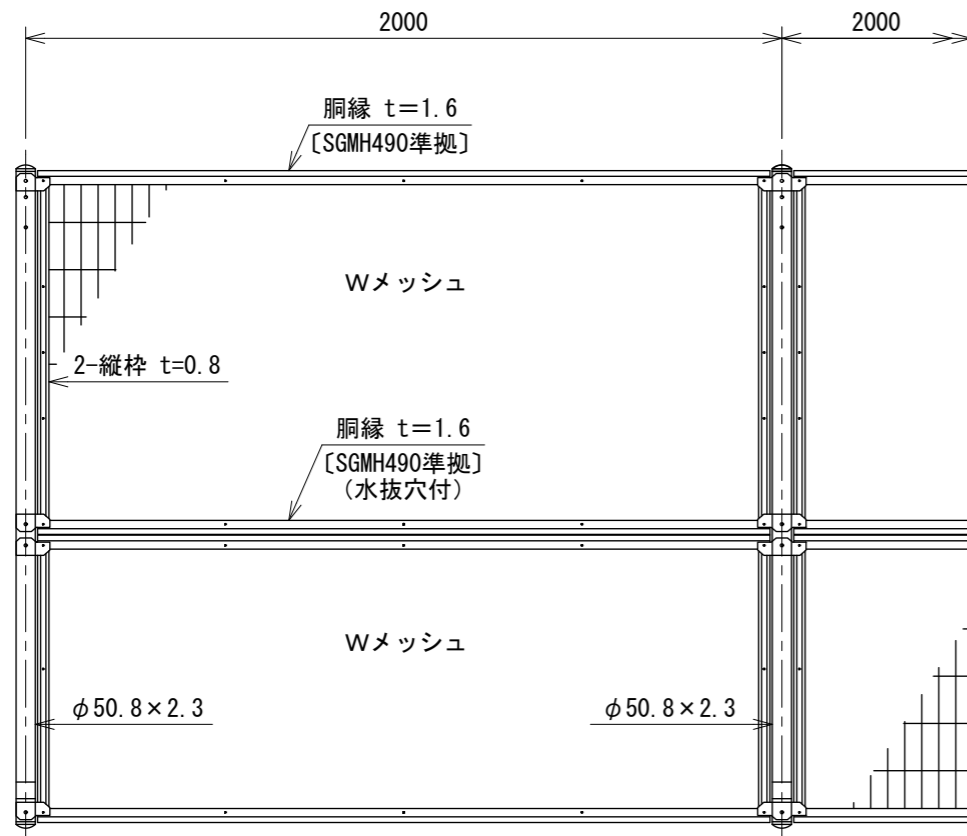 2000
2000
胴縁 t＝1.6
〔SGMH490準拠〕
Wメッシュ
2-縦枠 t=0.8
胴縁 t＝1.6
〔SGMH490準拠〕
（水抜穴付）
Wメッシュ
φ50.8×2.3
φ50.8×2.3